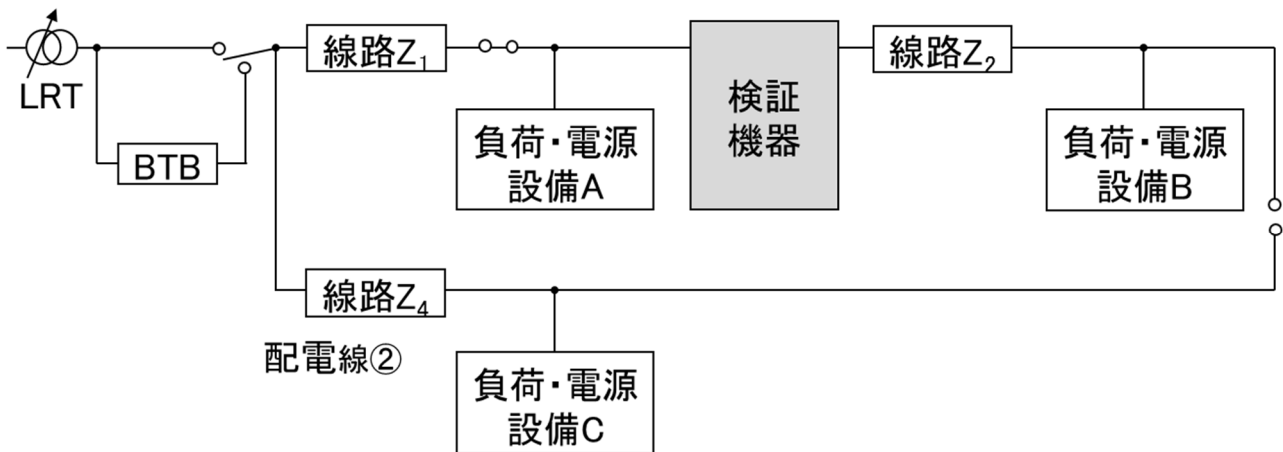 LRT
BTB
線路Z₁
負荷・電源
設備A
検証
機器
線路Z₂
負荷・電源
設備B
線路Z₄
配電線②
負荷・電源
設備C